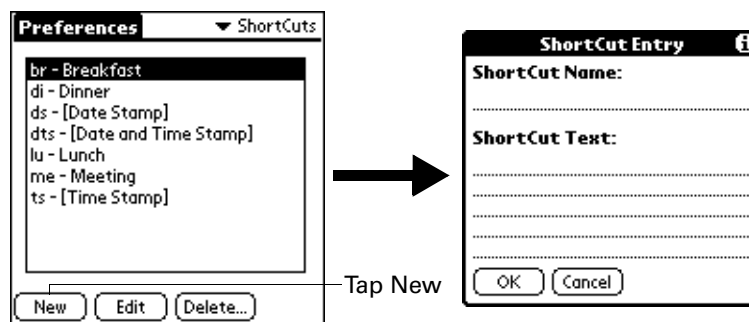 Preferences
ShortCuts
br - Breakfast
di - Dinner
ds - [Date Stamp]
dts - [Date and Time Stamp]
lu - Lunch
me - Meeting
ts - [Time Stamp]
New
Edit
Delete...
Tap New
ShortCut Entry
i
ShortCut Name:
ShortCut Text:
OK
Cancel